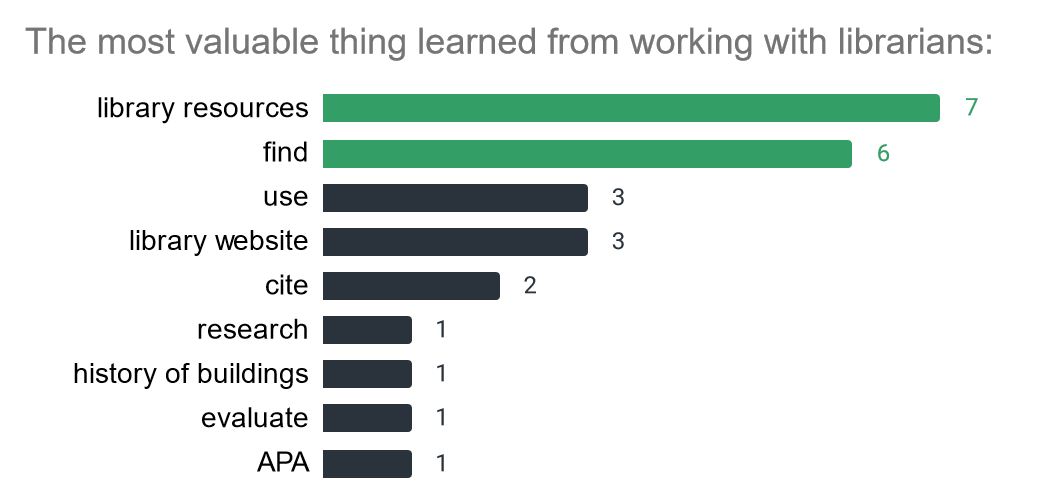 The most valuable thing learned from working with librarians:
library resources 7
find 6
use 3
library website 3
cite 2
research 1
history of buildings 1
evaluate 1
APA 1